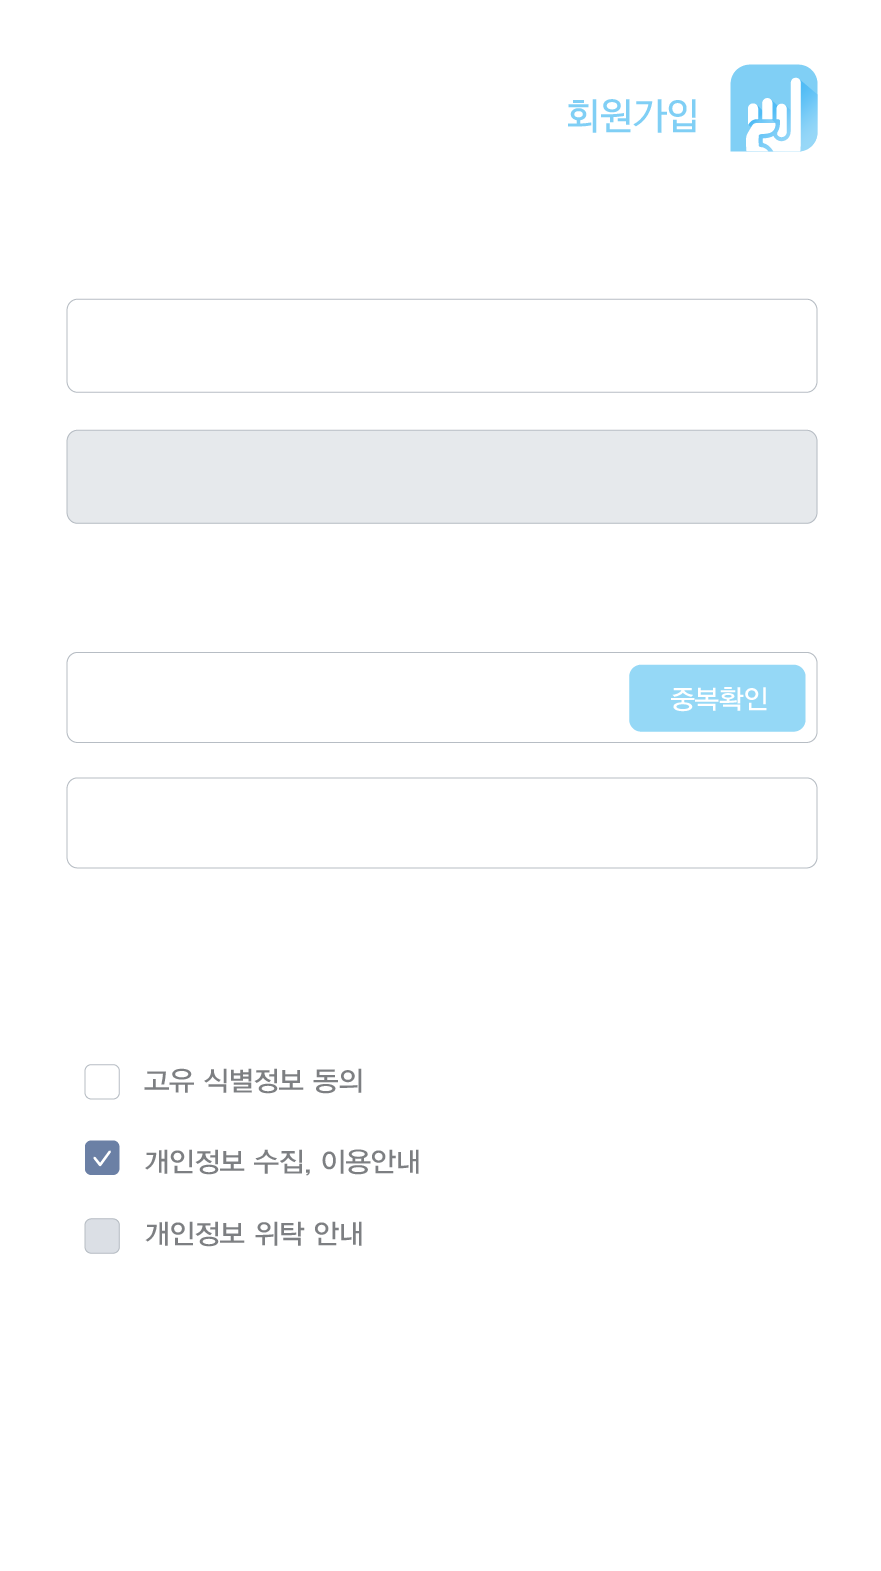 회원가입
중복확인
고유 식별정보 동의
개인정보 수집, 이용안내
개인정보 위탁 안내